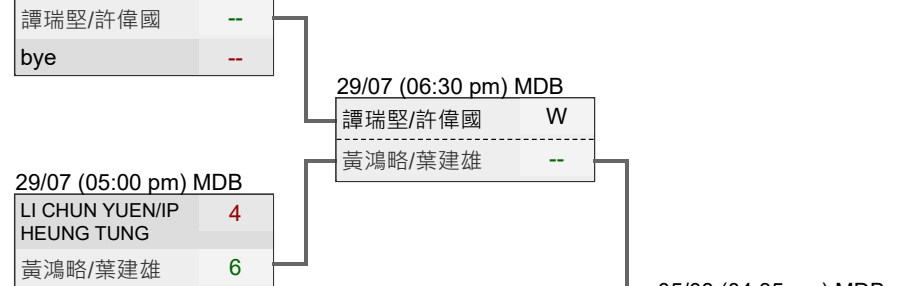 譚瑞堅/許偉國 --
bye --
29/07 (06:30 pm) MDB
譚瑞堅/許偉國 W
黃鴻略/葉建雄 --
29/07 (05:00 pm) MDB
LI CHUN YUEN/IP 4
HEUNG TUNG
黃鴻略/葉建雄 6